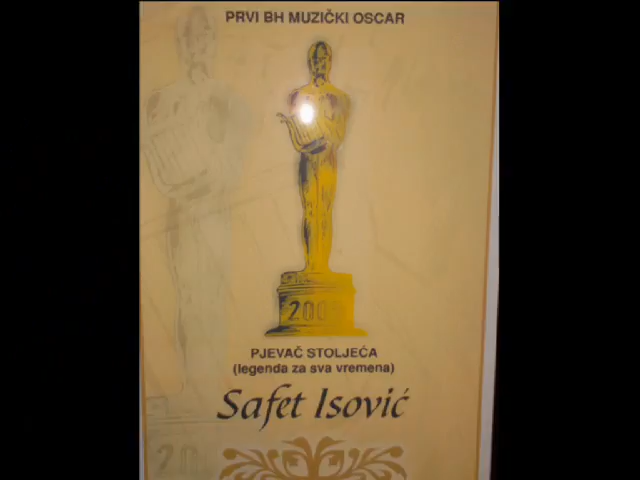 PRVI BH MUZIČKI OSCAR
PJEVAČ STOLJEĆA
(legenda za sva vremena)
Safet Isović